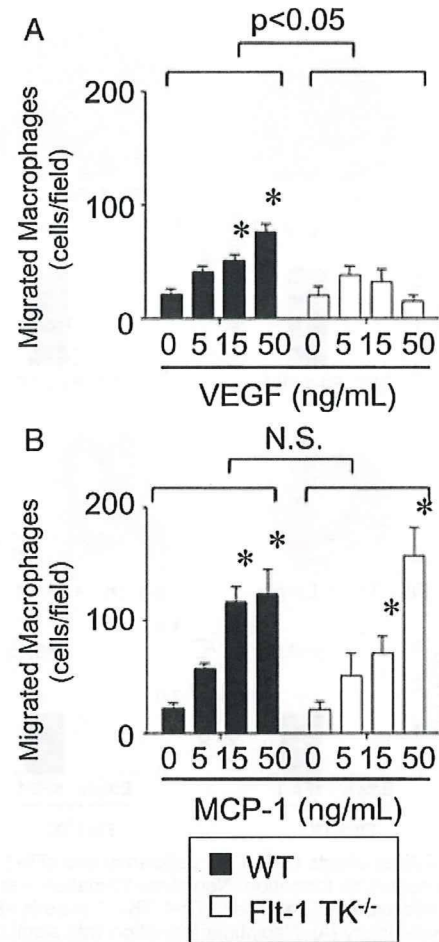 A
p<0.05
Migrated Macrophages
(cells/field)
200
100
0
* *
0 5 15 50 0 5 15 50
VEGF (ng/mL)
B
N.S.
Migrated Macrophages
(cells/field)
200
100
0
* * * *
0 5 15 50 0 5 15 50
MCP-1 (ng/mL)
WT
Flt-1 TK-/-